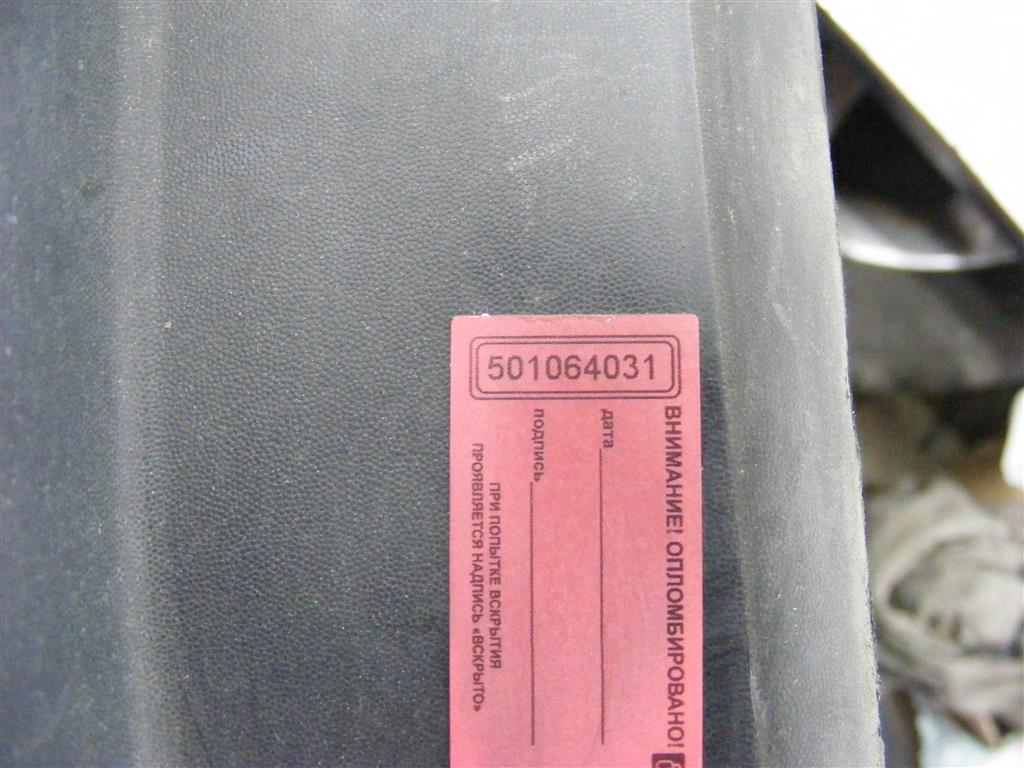 501064031
ВНИМАНИЕ! ОПЛОМБИРОВАНО!
дата
подпись
ПРИ ПОПЫТКЕ ВСКРЫТИЯ
ПРОЯВЛЯЕТСЯ НАДПИСЬ «ВСКРЫТО»